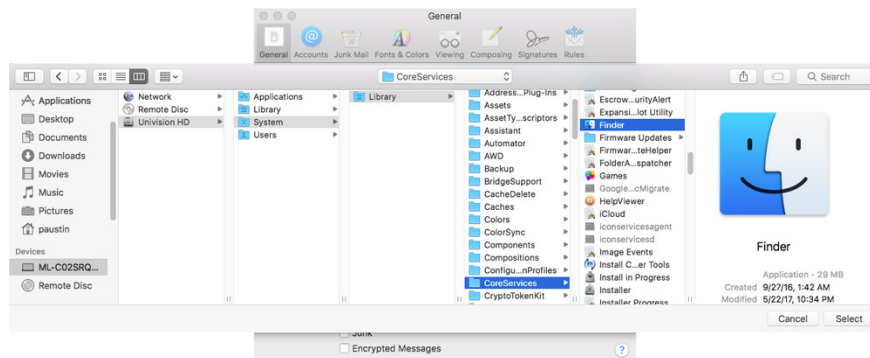 General
General Accounts Junk Mail Fonts & Colors Viewing Composing Signatures Rules
CoreServices
Search
Applications
Desktop
Documents
Downloads
Movies
Music
Pictures
paustin
Devices
ML-C02SRQ...
Remote Disc
Network
Remote Disc
Univision HD
Applications
Library
System
Users
Library
Address...Plug-Ins
Assets
AssetTy...scriptors
Assistant
Automator
AWD
Backup
BridgeSupport
CacheDelete
Caches
Colors
ColorSync
Components
Compositions
Configu...nProfiles
CoreServices
CryptoTokenKit
Escrow...urityAlert
Expansi...lot Utility
Finder
Firmware Updates
Firmwar...teHelper
FolderA...spatcher
Games
Google...cMigrate
HelpViewer
iCloud
iconservicesagent
iconservicesd
Image Events
Install C...er Tools
Install in Progress
Installer
Installer Progress
Finder
Application - 29 MB
Created 9/27/16, 1:42 AM
Modified 5/22/17, 10:34 PM
Cancel Select
Junk
Encrypted Messages
?